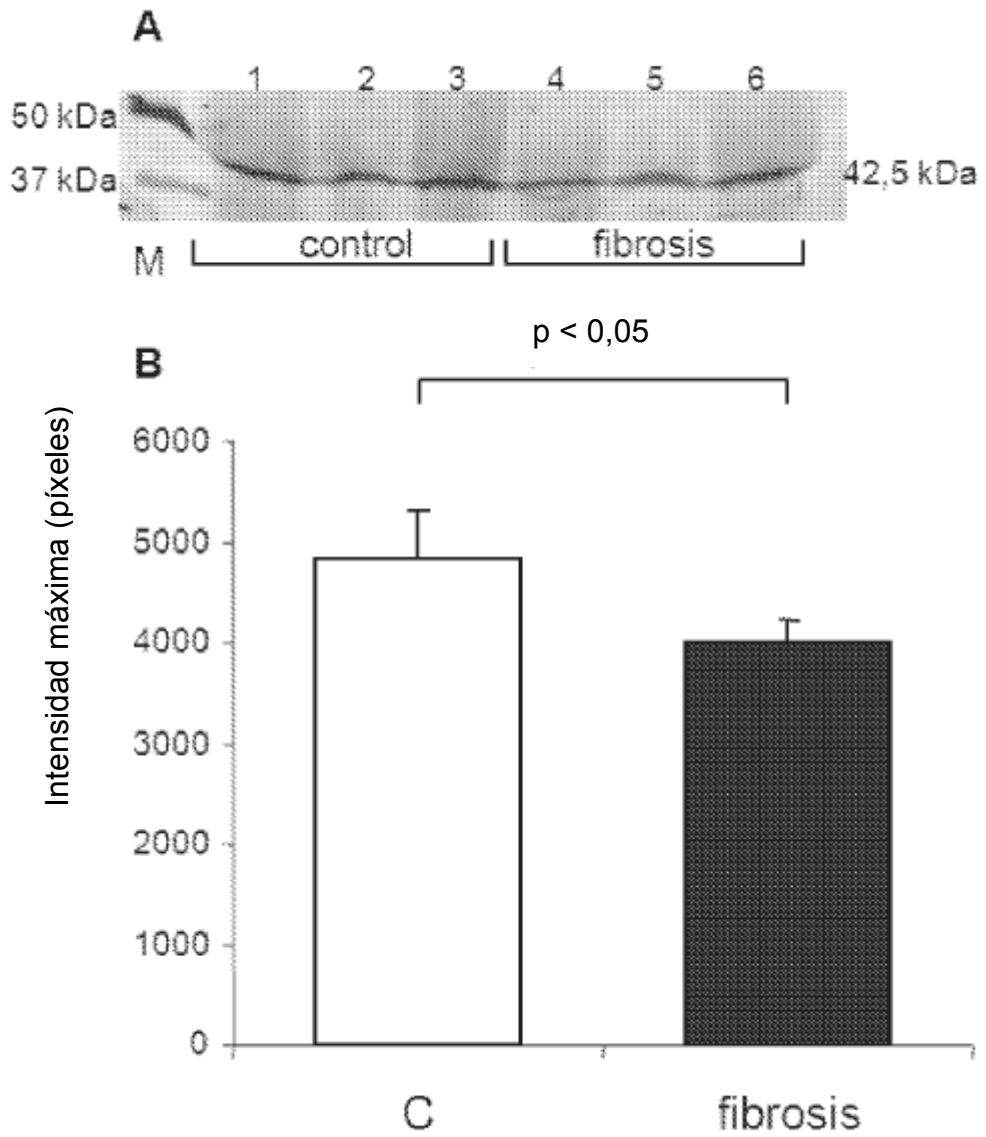 A
1 2 3 4 5 6
50 kDa
37 kDa
42,5 kDa
M
control
fibrosis
p < 0,05
B
Intensidad máxima (píxeles)
6000
5000
4000
3000
2000
1000
0
C
fibrosis